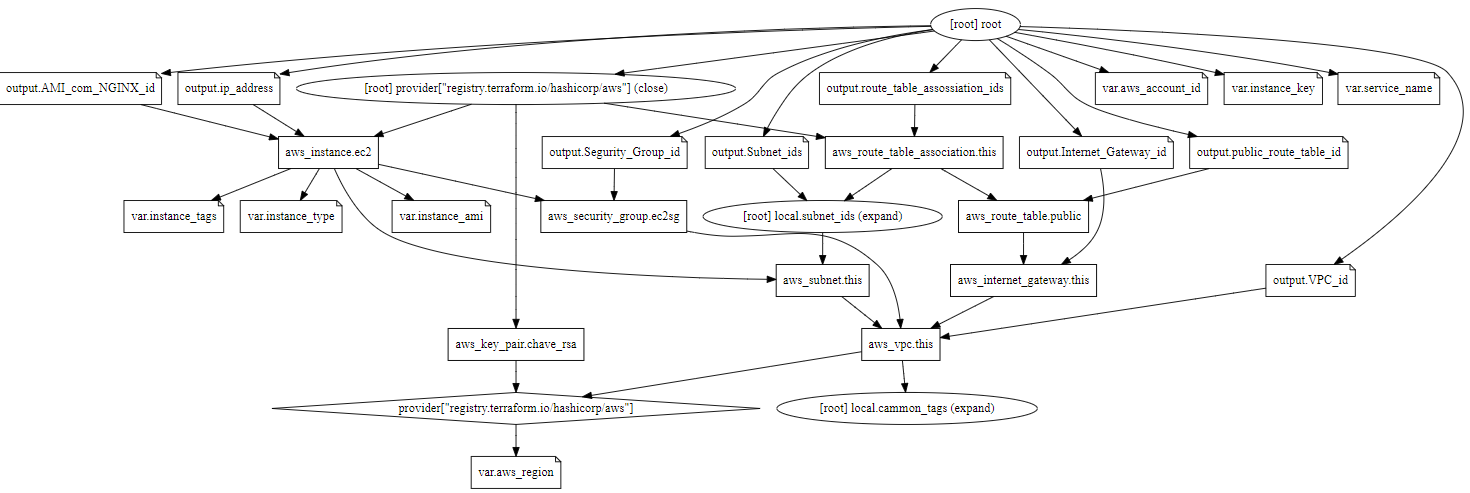 [root] root
output.AMI_com_NGINX_id
output.ip_address
[root] provider["registry.terraform.io/hashicorp/aws"] (close)
output.route_table_assossiation_ids
var.aws_account_id
var.instance_key
var.service_name
aws_instance.ec2
output.Segurity_Group_id
output.Subnet_ids
aws_route_table_association.this
output.Internet_Gateway_id
output.public_route_table_id
var.instance_tags
var.instance_type
var.instance_ami
aws_security_group.ec2sg
[root] local.subnet_ids (expand)
aws_route_table.public
aws_subnet.this
aws_internet_gateway.this
output.VPC_id
aws_key_pair.chave_rsa
aws_vpc.this
provider["registry.terraform.io/hashicorp/aws"]
[root] local.cammon_tags (expand)
var.aws_region